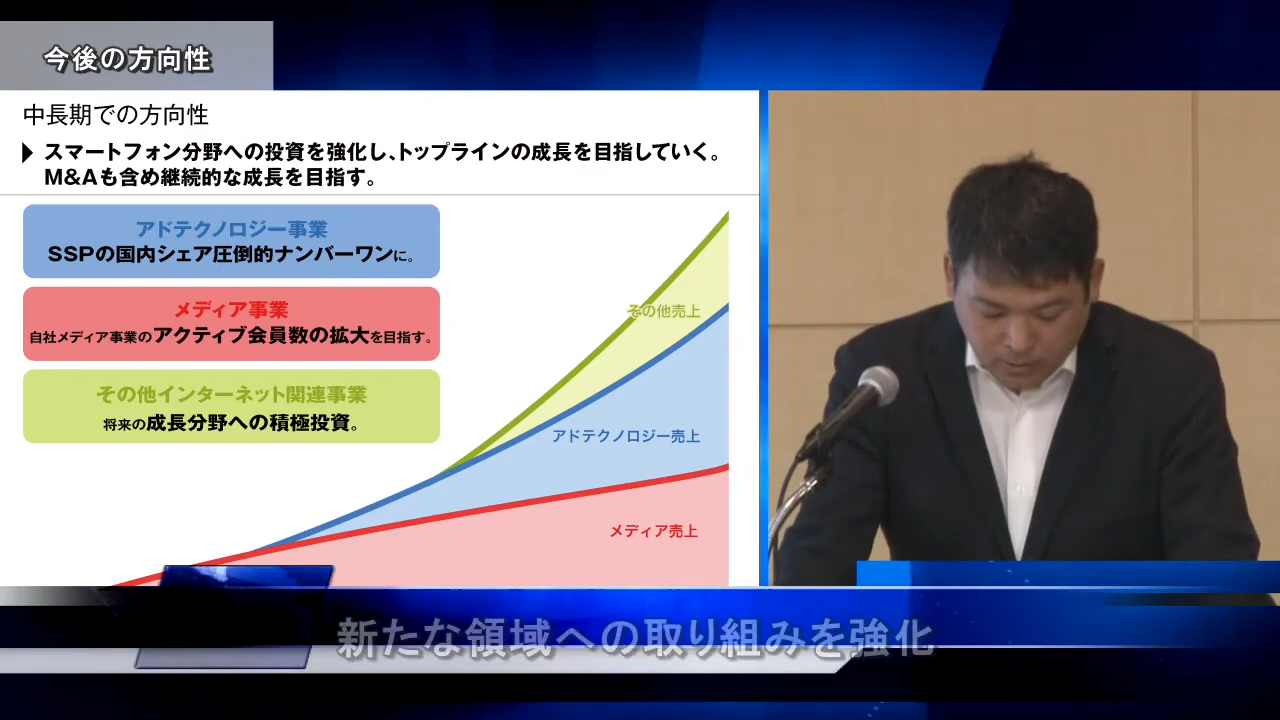 今後の方向性
中長期での方向性
スマートフォン分野への投資を強化し、トップラインの成長を目指していく。
M&Aも含め継続的な成長を目指す。
アドテクノロジー事業
SSPの国内シェア圧倒的ナンバーワンに。
メディア事業
自社メディア事業のアクティブ会員数の拡大を目指す。
その他インターネット関連事業
将来の成長分野への積極投資。
その他売上
アドテクノロジー売上
メディア売上
新たな領域への取り組みを強化